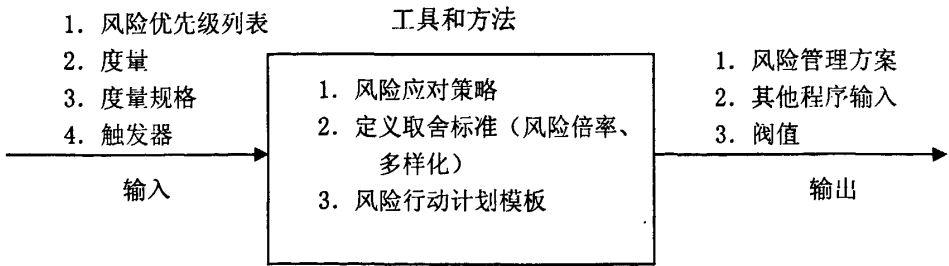 1. 风险优先级列表
2. 度量
3. 度量规格
4. 触发器
输入
工具和方法
1. 风险应对策略
2. 定义取舍标准（风险倍率、
多样化）
3. 风险行动计划模板
1. 风险管理方案
2. 其他程序输入
3. 阀值
输出